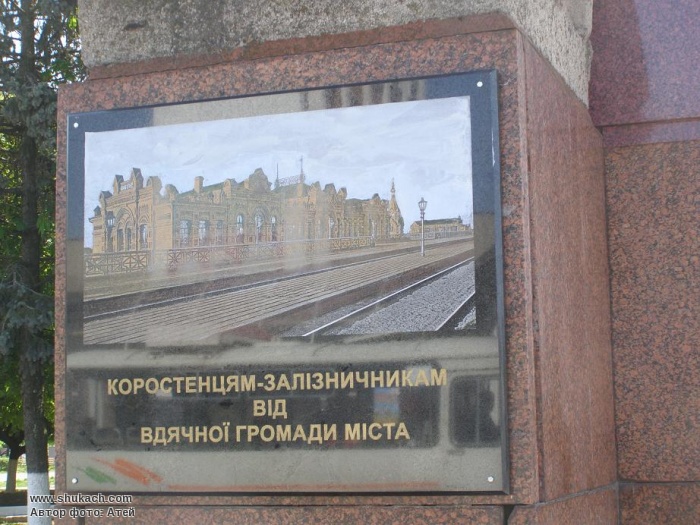 КОРОСТЕНЦЯМ-ЗАЛІЗНИЧНИКАМ
ВІД
ВДЯЧНОЇ ГРОМАДИ МІСТА
www.shukach.com
Автор фото: Атей